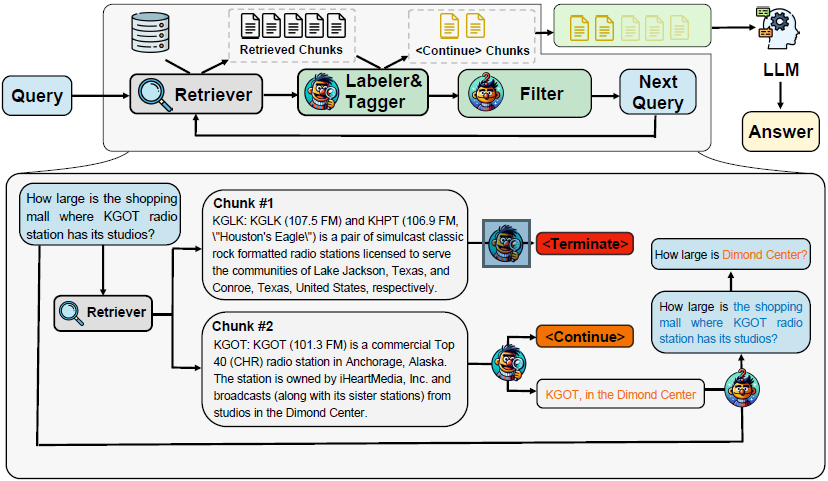 Retrieved Chunks
<Continue> Chunks
LLM
Query
Retriever
Labeler&
Tagger
Filter
Next
Query
Answer
How large is the shopping
mall where KGOT radio
station has its studios?
Retriever
Chunk #1
KGLK: KGLK (107.5 FM) and KHPT (106.9 FM,
\"Houston's Eagle\") is a pair of simulcast classic
rock formatted radio stations licensed to serve
the communities of Lake Jackson, Texas, and
Conroe, Texas, United States, respectively.
<Terminate>
Chunk #2
KGOT: KGOT (101.3 FM) is a commercial Top
40 (CHR) radio station in Anchorage, Alaska.
The station is owned by iHeartMedia, Inc. and
broadcasts (along with its sister stations) from
studios in the Dimond Center.
<Continue>
KGOT, in the Dimond Center
How large is Dimond Center?
How large is the shopping
mall where KGOT radio
station has its studios?